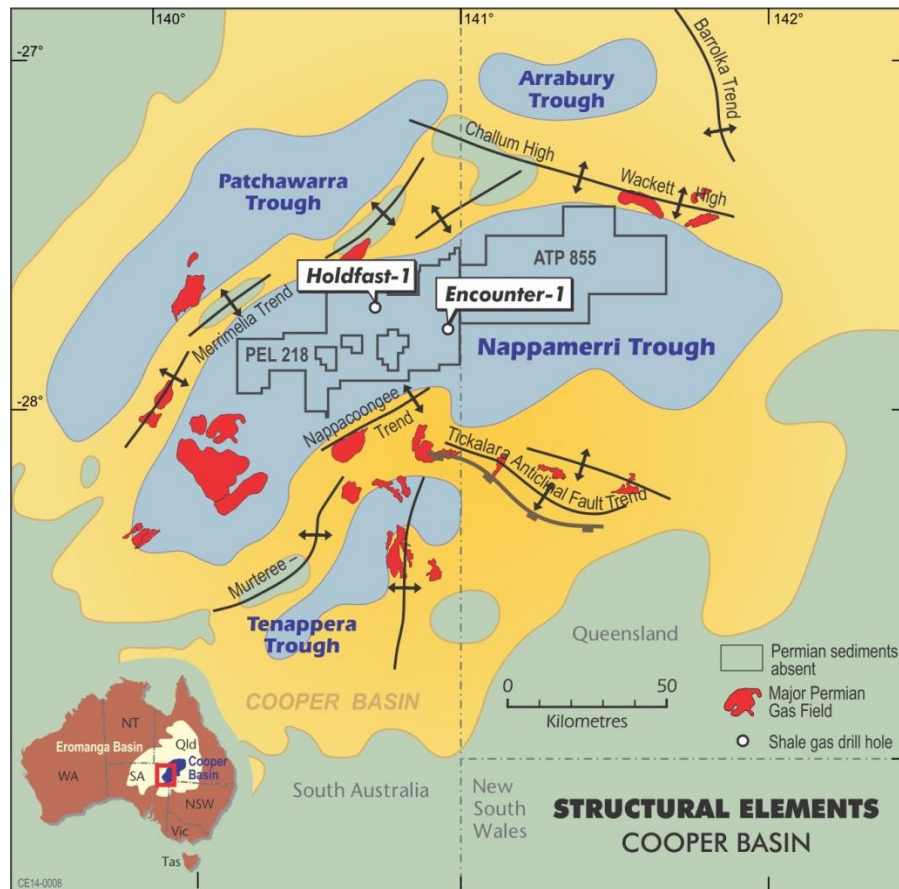 140°
141°
142°
-27°
-28°
Arrabury
Trough
Barrolka Trend
Challum High
Wackett High
Patchawarra
Trough
ATP 855
Holdfast-1
Encounter-1
Merrimelia Trend
PEL 218
Nappamerri Trough
Nappacoongee
Trend
Tickalara Anticlinal Fault Trend
Murteree –
Tenappera
Trough
Queensland
COOPER BASIN
0
50
Kilometres
Permian sediments
absent
Major Permian
Gas Field
Shale gas drill hole
NT
Qld
Eromanga Basin
Cooper
Basin
WA
SA
NSW
Vic
Tas
South Australia
New
South
Wales
STRUCTURAL ELEMENTS
COOPER BASIN
CE14-0008